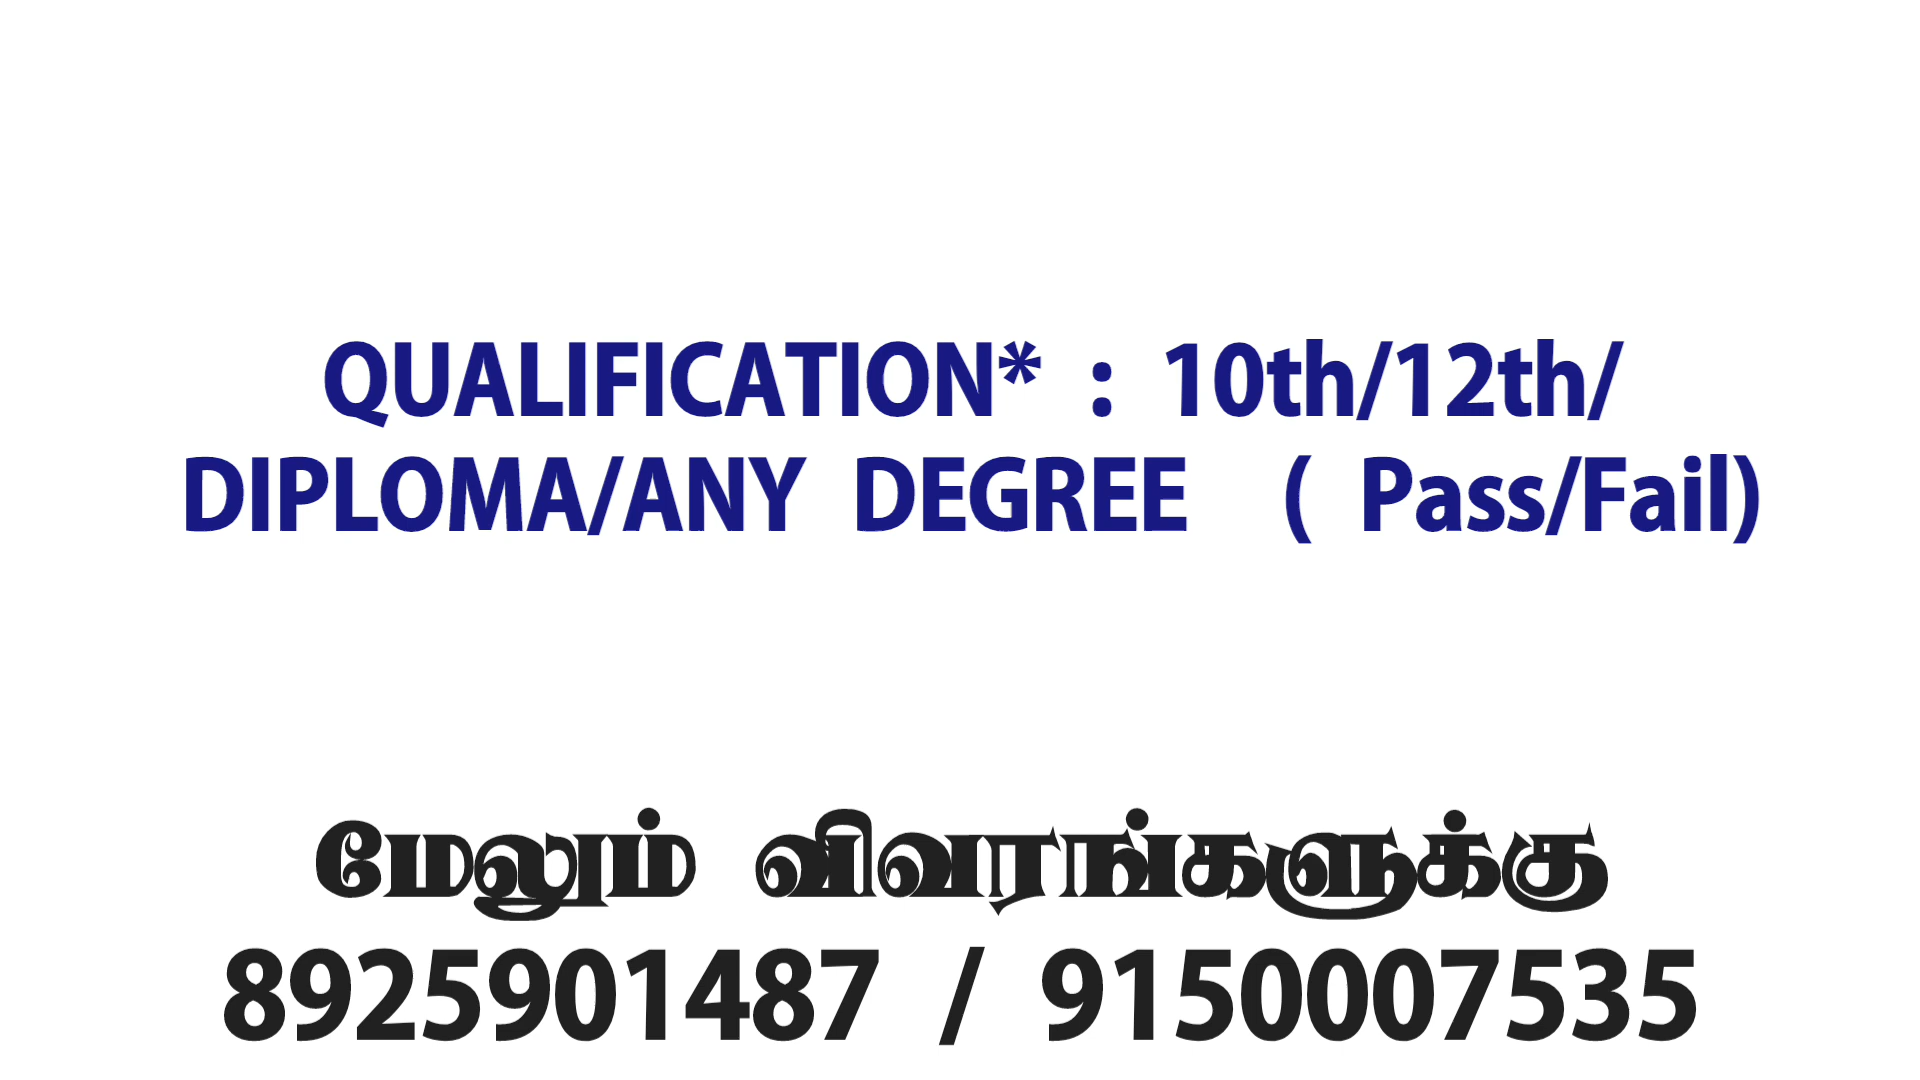 QUALIFICATION* : 10th/12th/
DIPLOMA/ANY DEGREE ( Pass/Fail)
மேலும் விவரங்களுக்கு
8925901487 / 9150007535